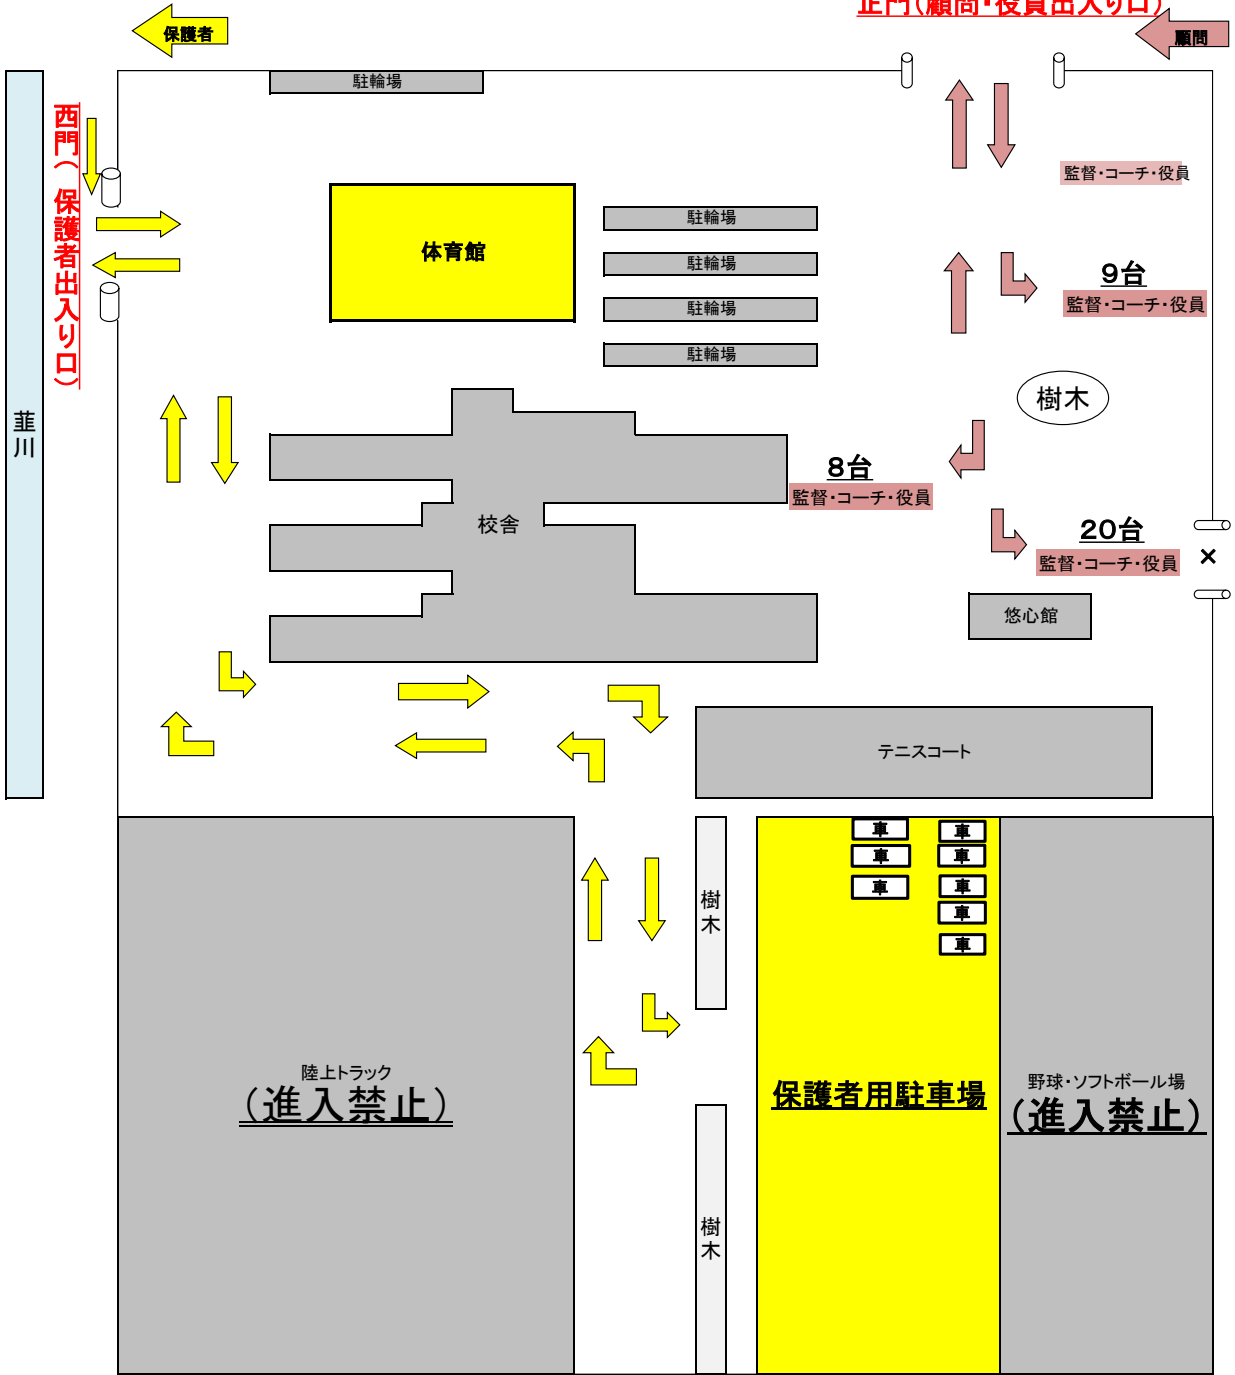 正門（顧問・役員出入り口）
保護者
顧問
駐輪場
西門（保護者出入り口）
監督・コーチ・役員
体育館
駐輪場
駐輪場
駐輪場
駐輪場
9台
監督・コーチ・役員
樹木
韮川
8台
監督・コーチ・役員
校舎
20台
監督・コーチ・役員
×
悠心館
テニスコート
車
車
車
車
車
車
車
車
樹木
陸上トラック
（進入禁止）
保護者用駐車場
野球・ソフトボール場
（進入禁止）
樹木